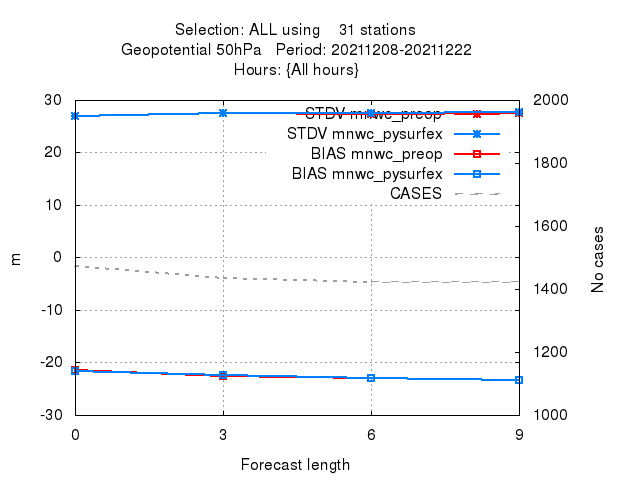 Selection: ALL using    31 stations
Geopotential 50hPa   Period: 20211208-20211222
Hours: {All hours}
30 2000
STDV mnwc_preop
STDV mnwc_pysurfex
20
BIAS mnwc_preop
1800
BIAS mnwc_pysurfex
CASES
10
1600
0
m
No cases
1400
-10
1200
-20
-30 1000
0 3 6 9
Forecast length